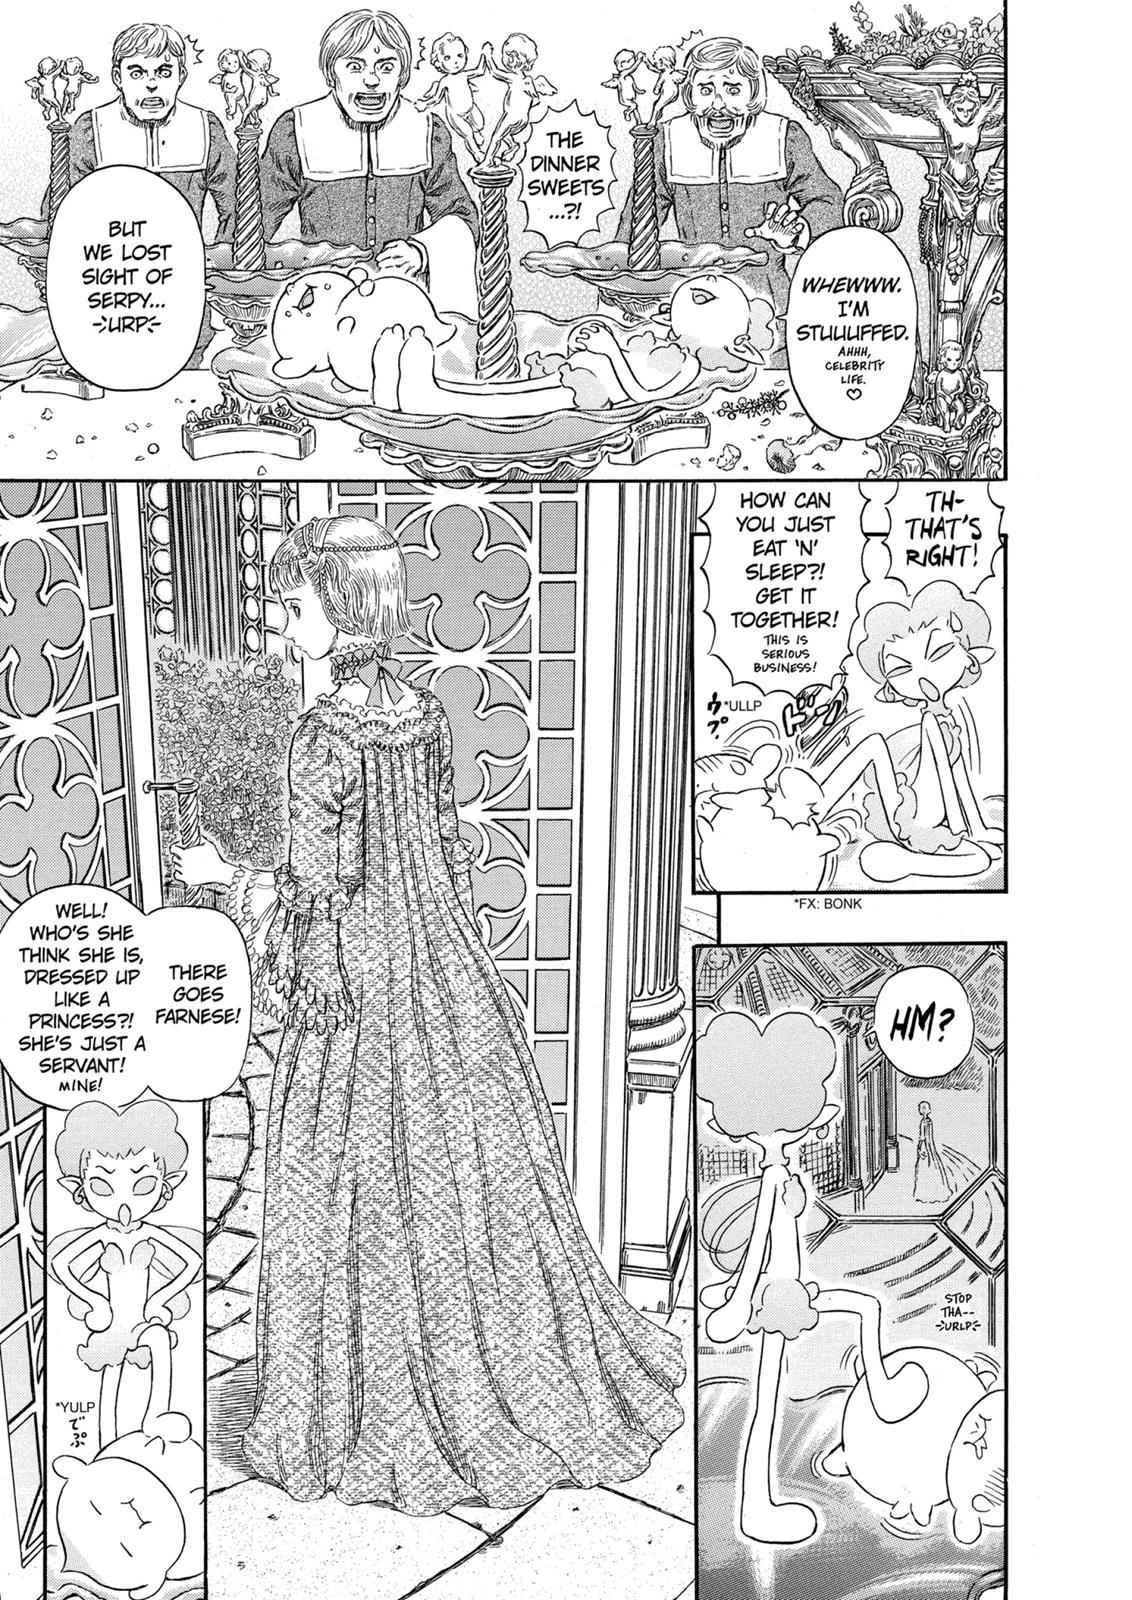 THE
DINNER
SWEETS
...?!
WHEWWW.
I'M
STUUUFFED.
AHHH,
CELEBRITY
LIFE.
♡
BUT
WE LOST
SIGHT OF
SERPY...
-URP-
TH-
THAT'S
RIGHT!
HOW CAN
YOU JUST
EAT 'N'
SLEEP?!
GET IT
TOGETHER!
THIS IS
SERIOUS
BUSINESS!
ウプ
*ULLP
ドンッ
*FX: BONK
HM?
STOP
THA--
-URLP-
THERE
GOES
FARNESE!
WELL!
WHO'S SHE
THINK SHE IS,
DRESSED UP
LIKE A
PRINCESS?!
SHE'S JUST A
SERVANT!
MINE!
*YULP
でぷ